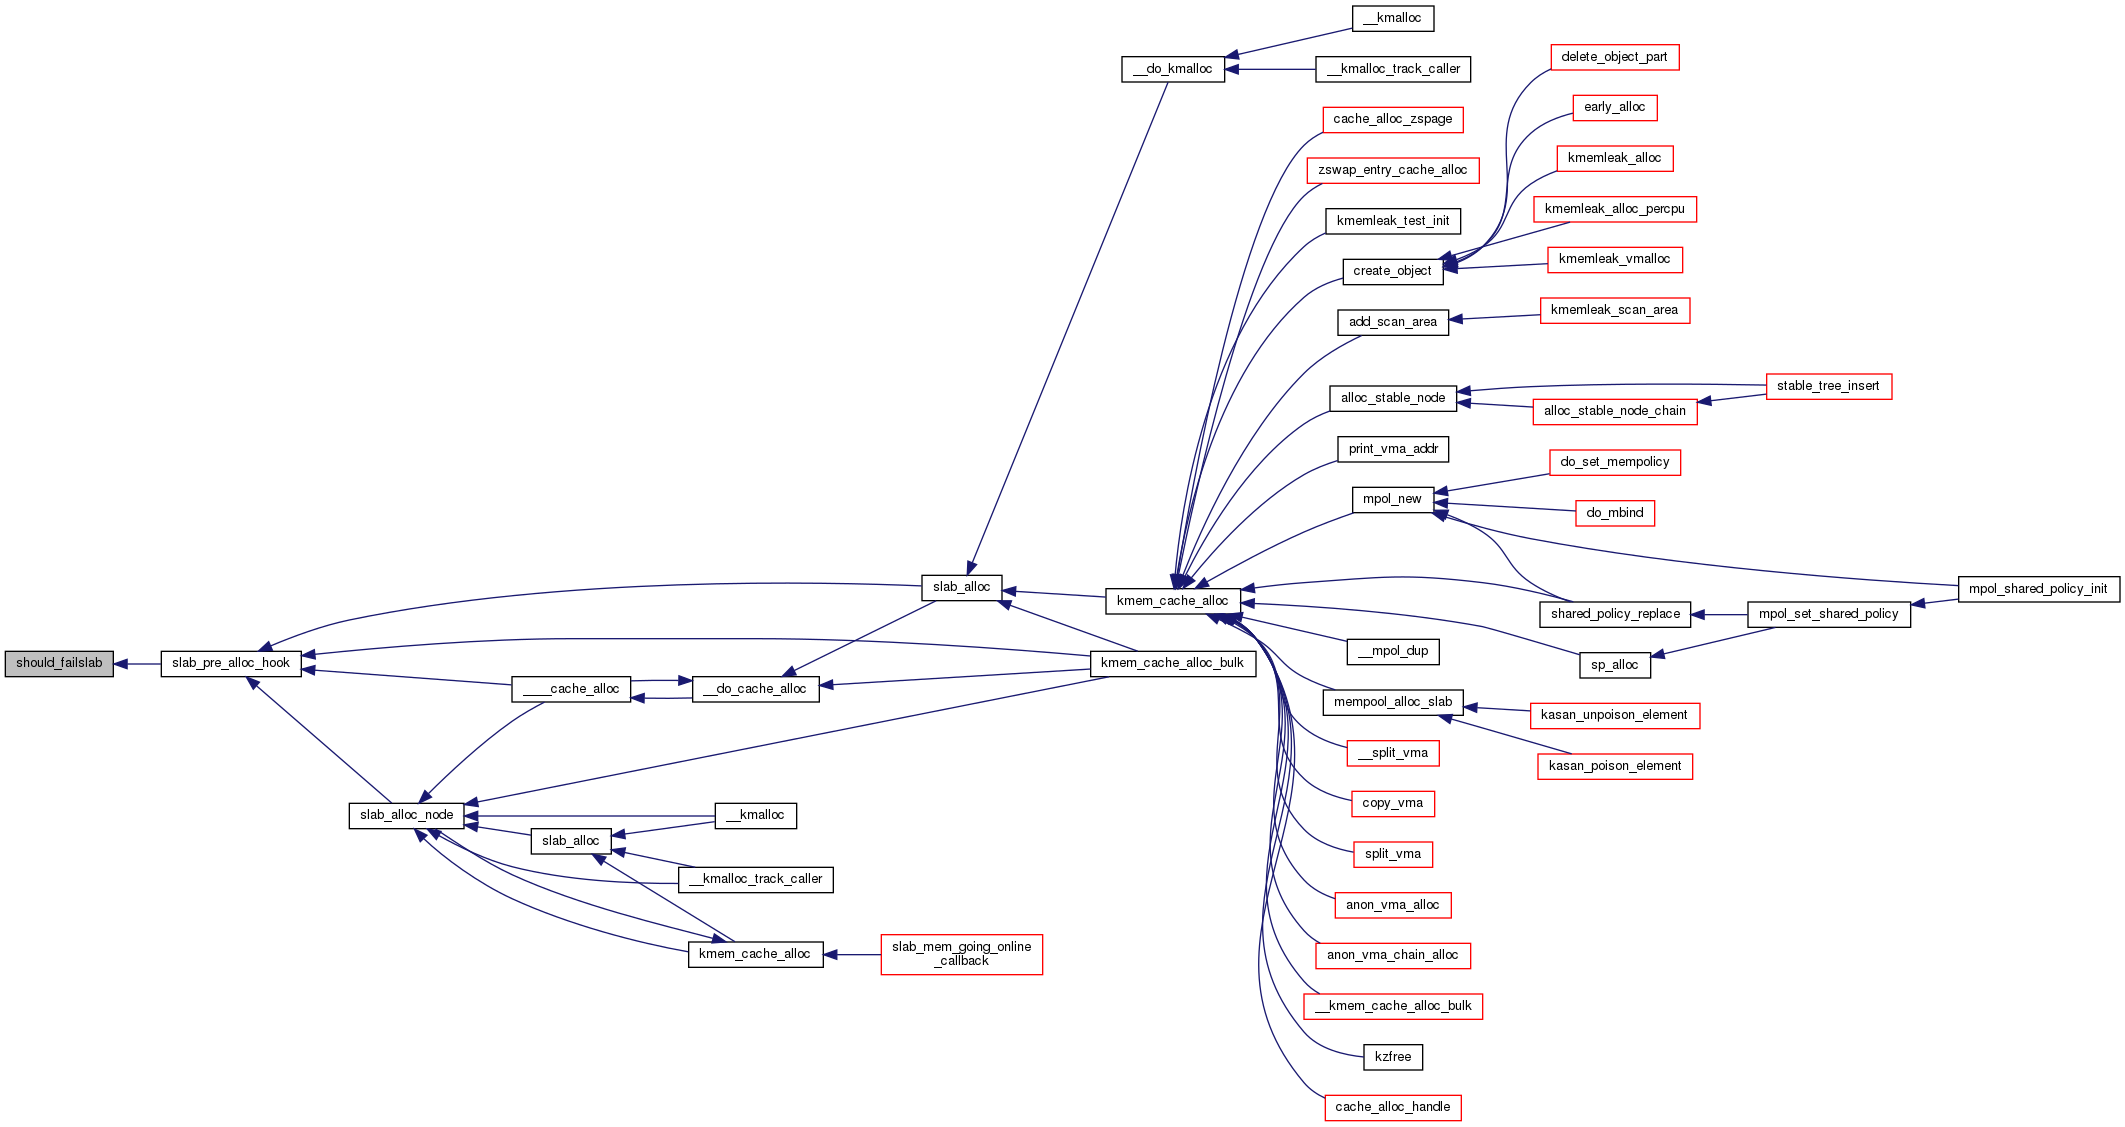 __kmalloc
delete_object_part
__do_kmalloc
__kmalloc_track_caller
early_alloc
cache_alloc_zspage
kmemleak_alloc
zswap_entry_cache_alloc
kmemleak_alloc_percpu
kmemleak_test_init
kmemleak_vmalloc
create_object
kmemleak_scan_area
add_scan_area
stable_tree_insert
alloc_stable_node
alloc_stable_node_chain
print_vma_addr
do_set_mempolicy
mpol_new
do_mbind
slab_alloc
mpol_shared_policy_init
kmem_cache_alloc
shared_policy_replace
mpol_set_shared_policy
__mpol_dup
should_failslab
slab_pre_alloc_hook
kmem_cache_alloc_bulk
sp_alloc
____cache_alloc
__do_cache_alloc
mempool_alloc_slab
kasan_unpoison_element
__split_vma
kasan_poison_element
copy_vma
slab_alloc_node
__kmalloc
slab_alloc
split_vma
__kmalloc_track_caller
anon_vma_alloc
kmem_cache_alloc
slab_mem_going_online
_callback
anon_vma_chain_alloc
__kmem_cache_alloc_bulk
kzfree
cache_alloc_handle